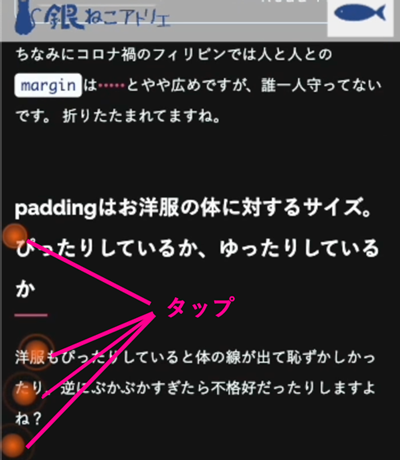 銀ねこアトリエ
ちなみにコロナ禍のフィリピンでは人と人との
margin は•••••とやや広めですが、誰一人守ってない
です。 折りたたまれてますね。
paddingはお洋服の体に対するサイズ。
ぴったりしているか、ゆったりしている
か
タップ
洋服もぴったりしていると体の線が出て恥ずかしかっ
たり、逆にぶかぶかすぎたら不格好だったりしますよ
ね？